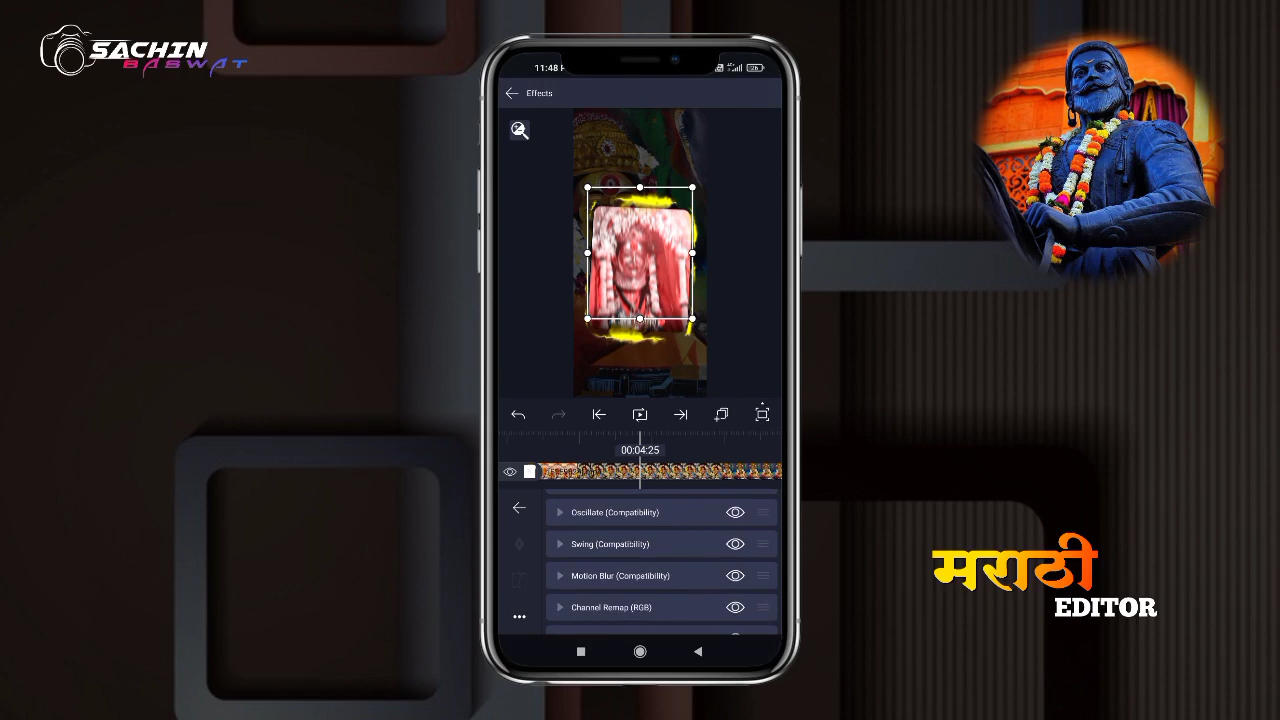 SACHIN
BASWAT
11:48
Effects
00:04:25
Oscillate (Compatibility)
Swing (Compatibility)
Motion Blur (Compatibility)
Channel Remap (RGB)
मराठी
EDITOR